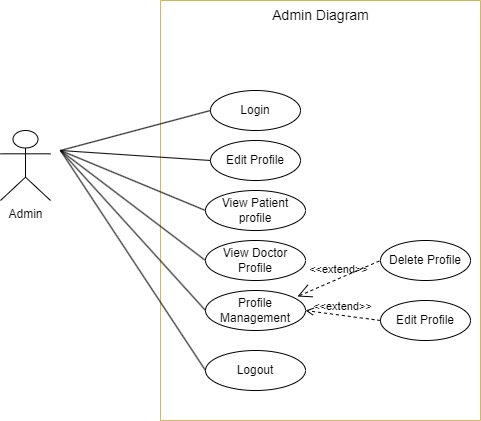 Admin Diagram
Login
Edit Profile
View Patient
profile
Admin
View Doctor
Profile
<<extend>>
Delete Profile
Profile
Management
<<extend>>
Edit Profile
Logout